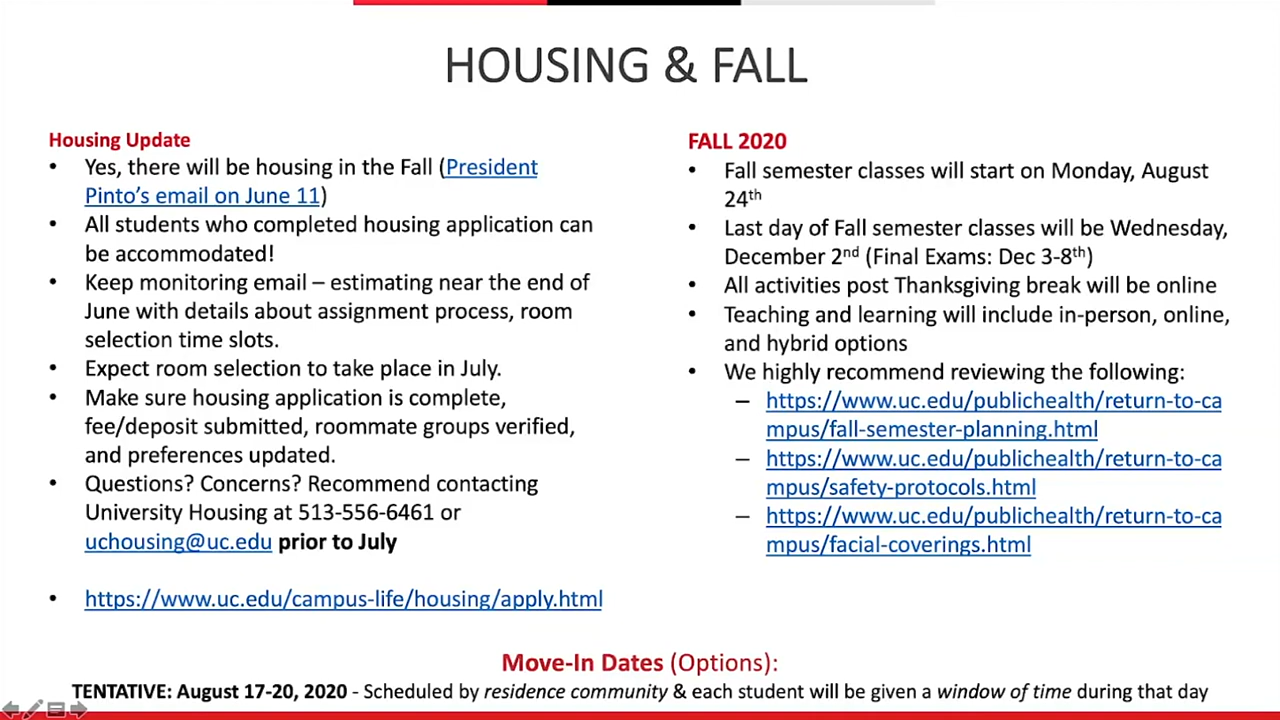 HOUSING & FALL
Housing Update
• Yes, there will be housing in the Fall (President
Pinto's email on June 11)
• All students who completed housing application can
be accommodated!
• Keep monitoring email – estimating near the end of
June with details about assignment process, room
selection time slots.
• Expect room selection to take place in July.
• Make sure housing application is complete,
fee/deposit submitted, roommate groups verified,
and preferences updated.
• Questions? Concerns? Recommend contacting
University Housing at 513-556-6461 or
uchousing@uc.edu prior to July
• https://www.uc.edu/campus-life/housing/apply.html
FALL 2020
• Fall semester classes will start on Monday, August
24th
• Last day of Fall semester classes will be Wednesday,
December 2nd (Final Exams: Dec 3-8th)
• All activities post Thanksgiving break will be online
• Teaching and learning will include in-person, online,
and hybrid options
• We highly recommend reviewing the following:
– https://www.uc.edu/publichealth/return-to-ca
mpus/fall-semester-planning.html
– https://www.uc.edu/publichealth/return-to-ca
mpus/safety-protocols.html
– https://www.uc.edu/publichealth/return-to-ca
mpus/facial-coverings.html
Move-In Dates (Options):
TENTATIVE: August 17-20, 2020 - Scheduled by residence community & each student will be given a window of time during that day